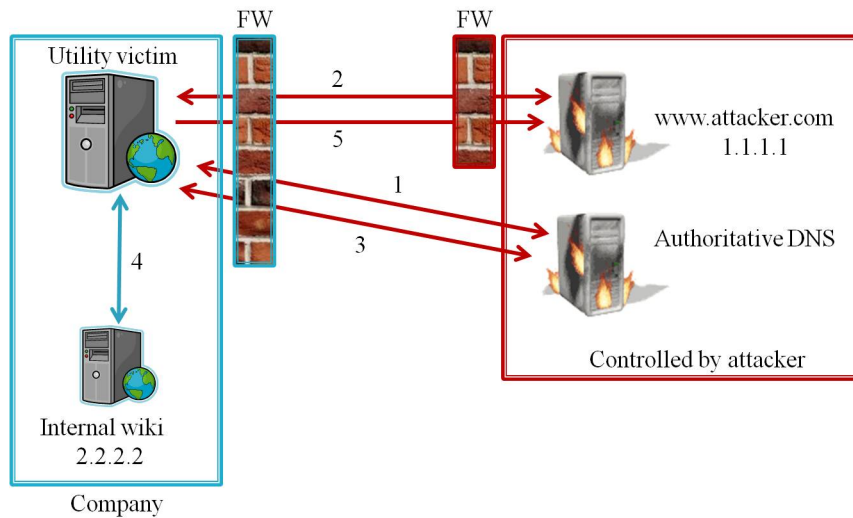 FW
FW
Utility victim
2
www.attacker.com
1.1.1.1
5
1
Authoritative DNS
3
4
Controlled by attacker
Internal wiki
2.2.2.2
Company